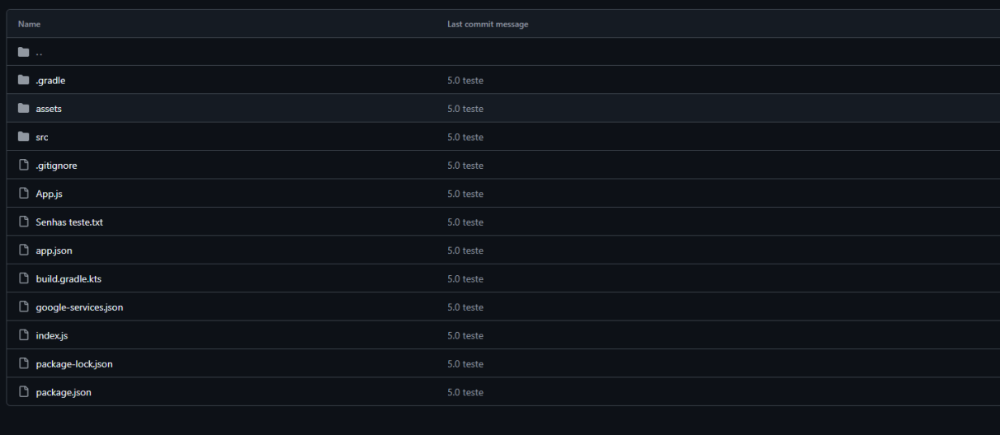 Name Last commit message
..
.gradle 5.0 teste
assets 5.0 teste
src 5.0 teste
.gitignore 5.0 teste
App.js 5.0 teste
Senhas teste.txt 5.0 teste
app.json 5.0 teste
build.gradle.kts 5.0 teste
google-services.json 5.0 teste
index.js 5.0 teste
package-lock.json 5.0 teste
package.json 5.0 teste